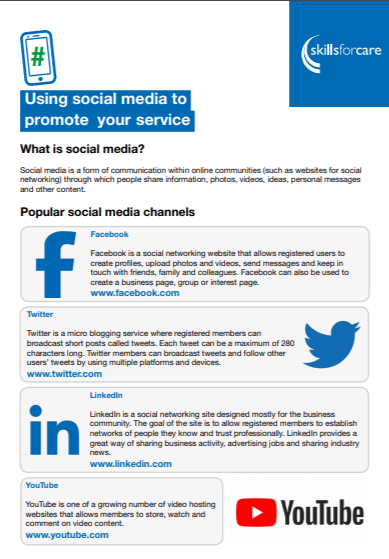 #
skillsforcare
Using social media to
promote your service
What is social media?
Social media is a form of communication within online communities (such as websites for social
networking) through which people share information, photos, videos, ideas, personal messages
and other content.
Popular social media channels
Facebook
Facebook is a social networking website that allows registered users to
create profiles, upload photos and videos, send messages and keep in
touch with friends, family and colleagues. Facebook can also be used to
create a business page, group or interest page.
www.facebook.com
Twitter
Twitter is a micro blogging service where registered members can
broadcast short posts called tweets. Each tweet can be a maximum of 280
characters long. Twitter members can broadcast tweets and follow other
users' tweets by using multiple platforms and devices.
www.twitter.com
in
LinkedIn
LinkedIn is a social networking site designed mostly for the business
community. The goal of the site is to allow registered members to establish
networks of people they know and trust professionally. LinkedIn provides a
great way of sharing business activity, advertising jobs and sharing industry
news.
www.linkedin.com
YouTube
YouTube is one of a growing number of video hosting
websites that allows members to store, watch and
comment on video content.
www.youtube.com
YouTube